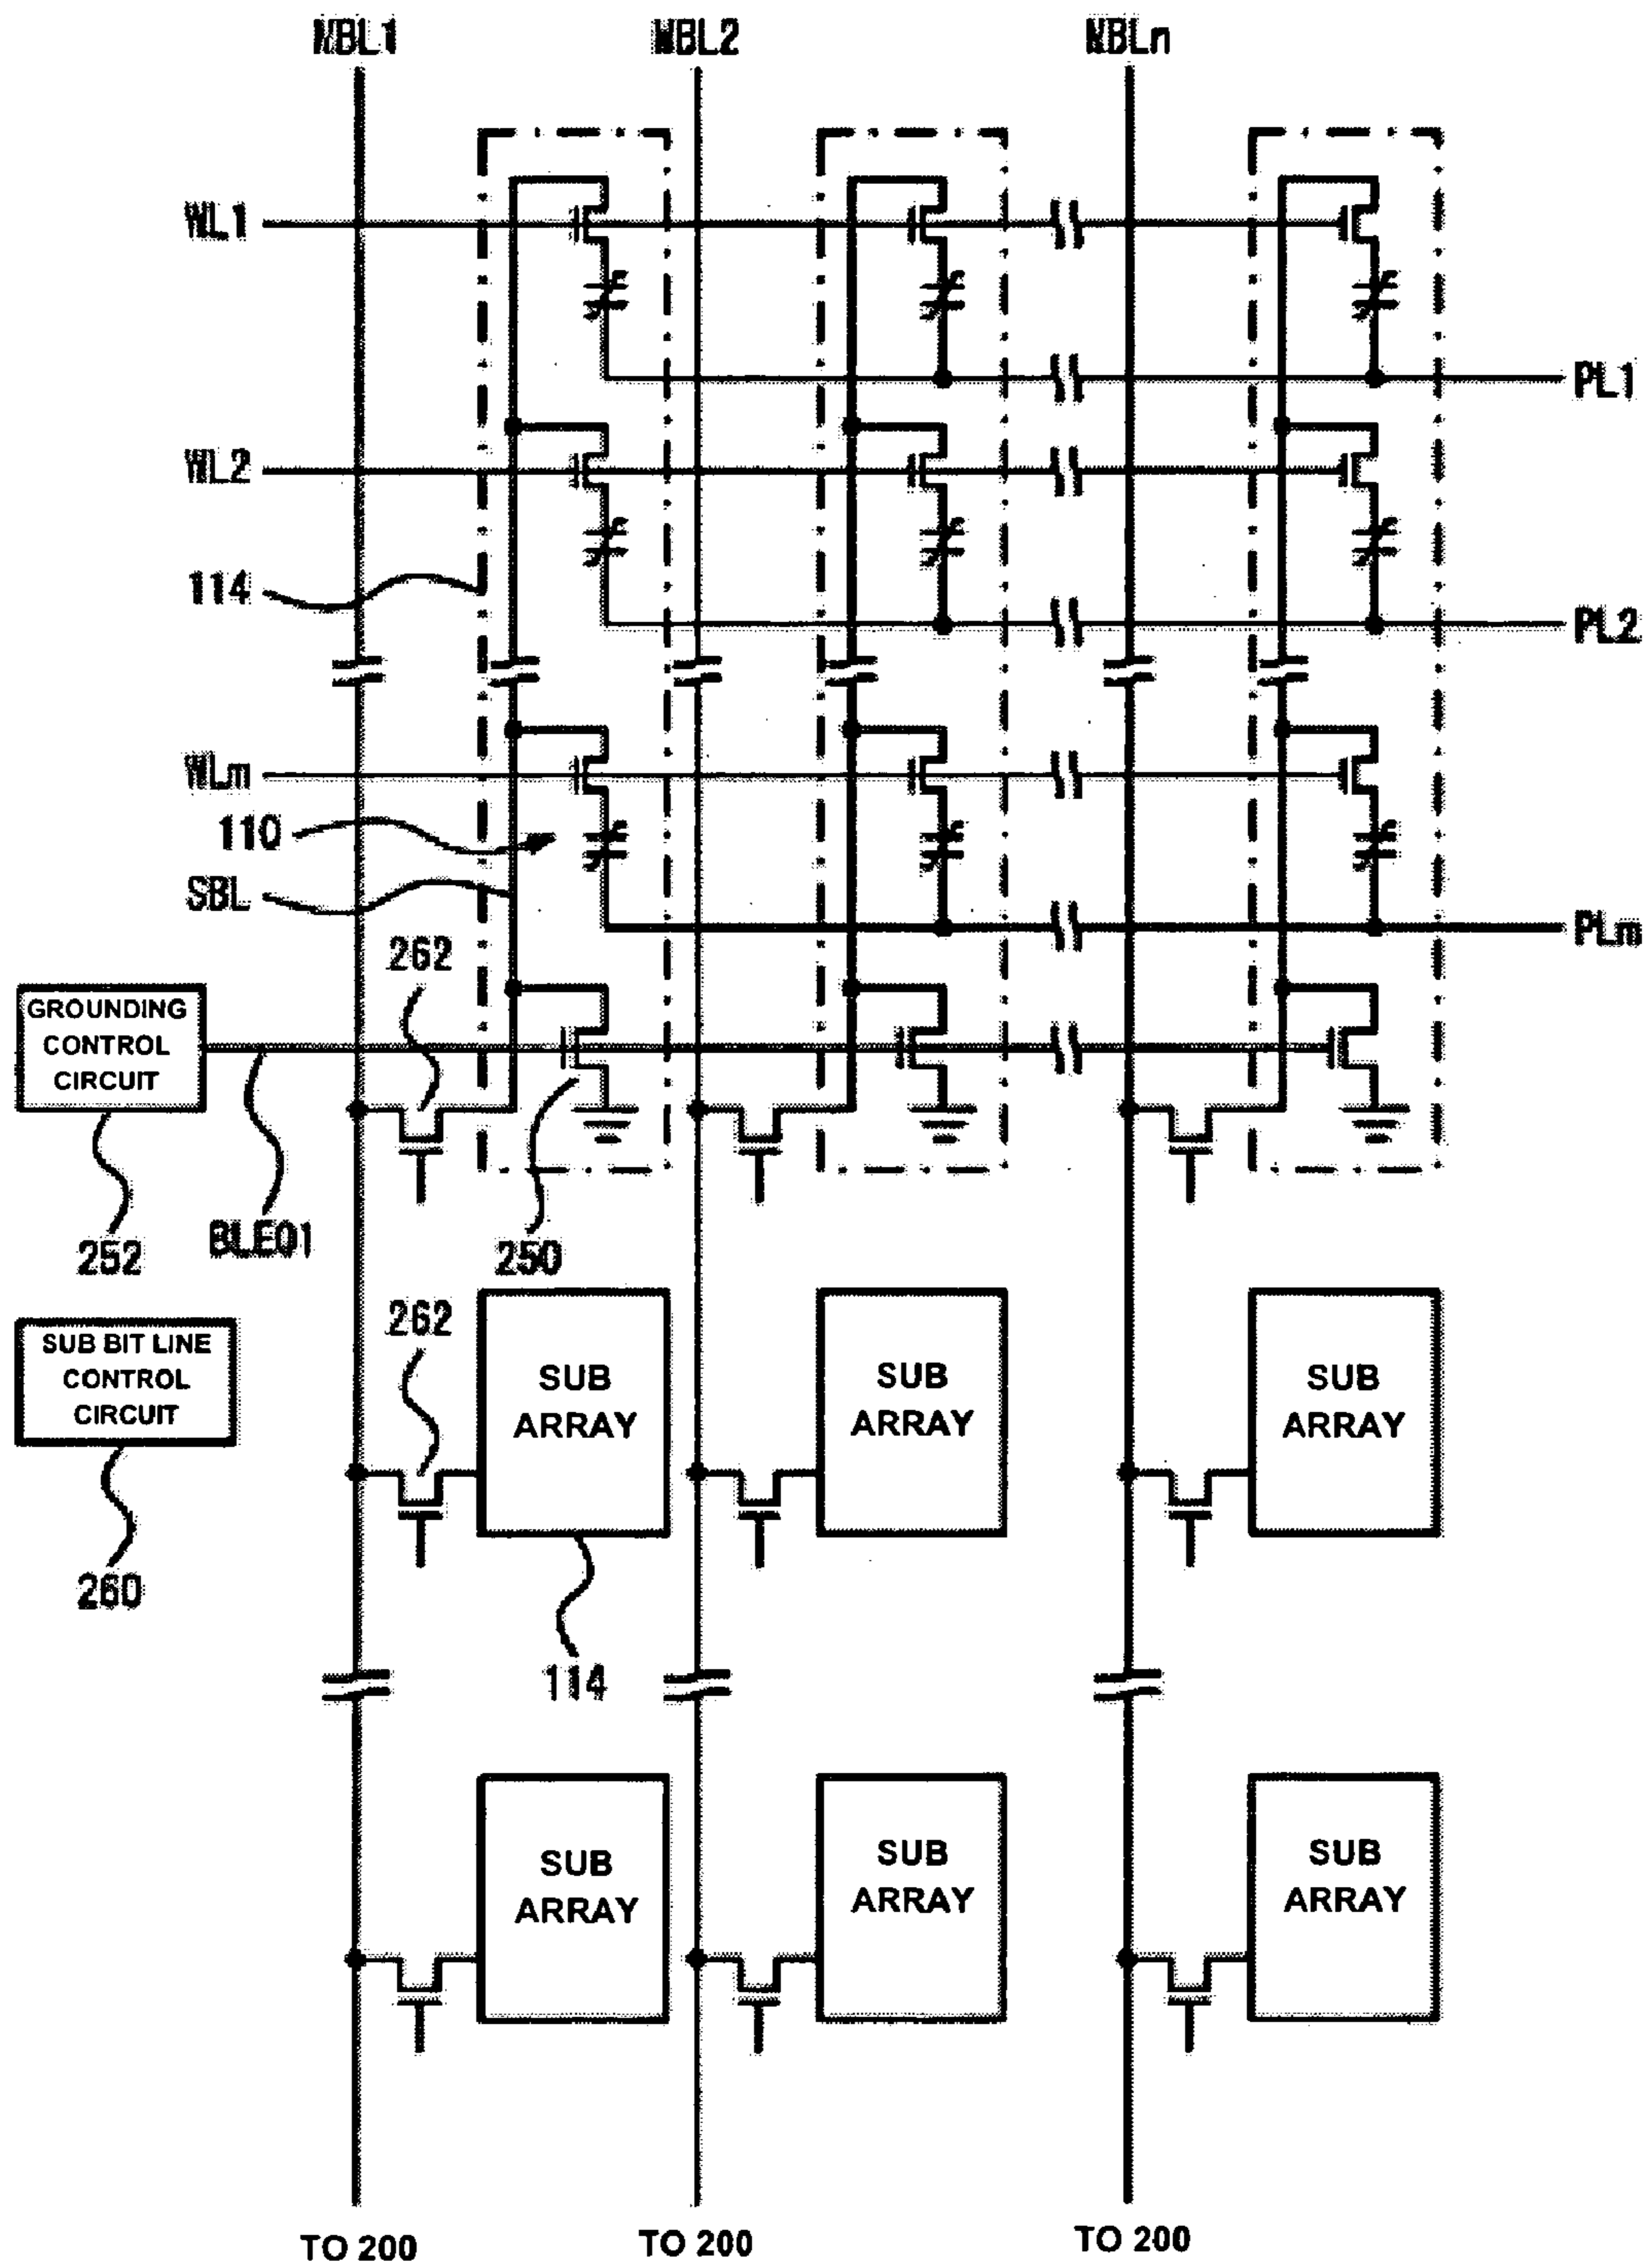 MBL1 MBL2 MBLn
WL1
PL1
WL2
114
PL2
WLm
110
SBL
PLm
262
GROUNDING
CONTROL
CIRCUIT
252
BLEQ1
250
262
SUB BIT LINE
CONTROL
CIRCUIT
260
SUB
ARRAY
SUB
ARRAY
SUB
ARRAY
114
SUB
ARRAY
SUB
ARRAY
SUB
ARRAY
TO 200 TO 200 TO 200